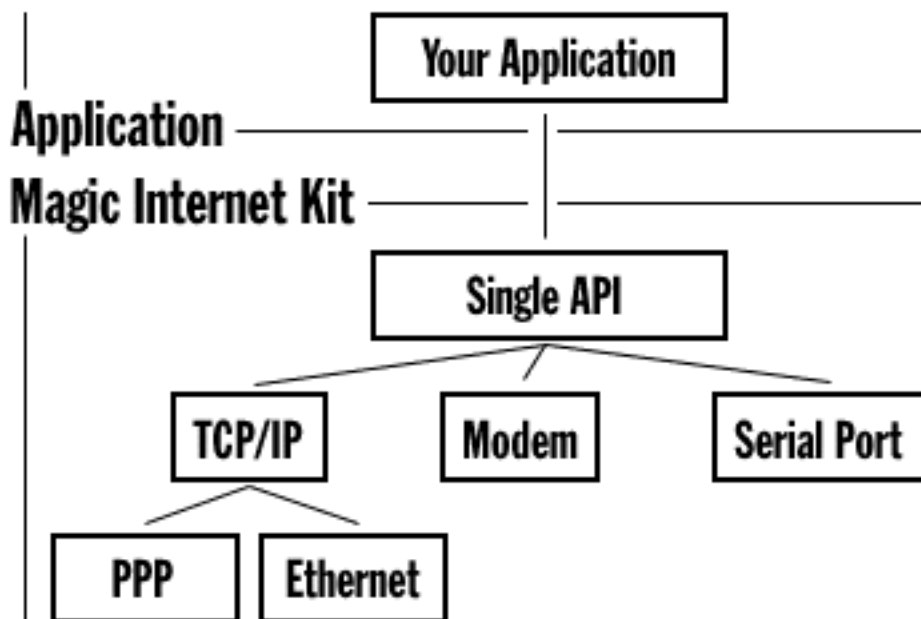 Your Application
Application
Magic Internet Kit
Single API
TCP/IP
Modem
Serial Port
PPP
Ethernet